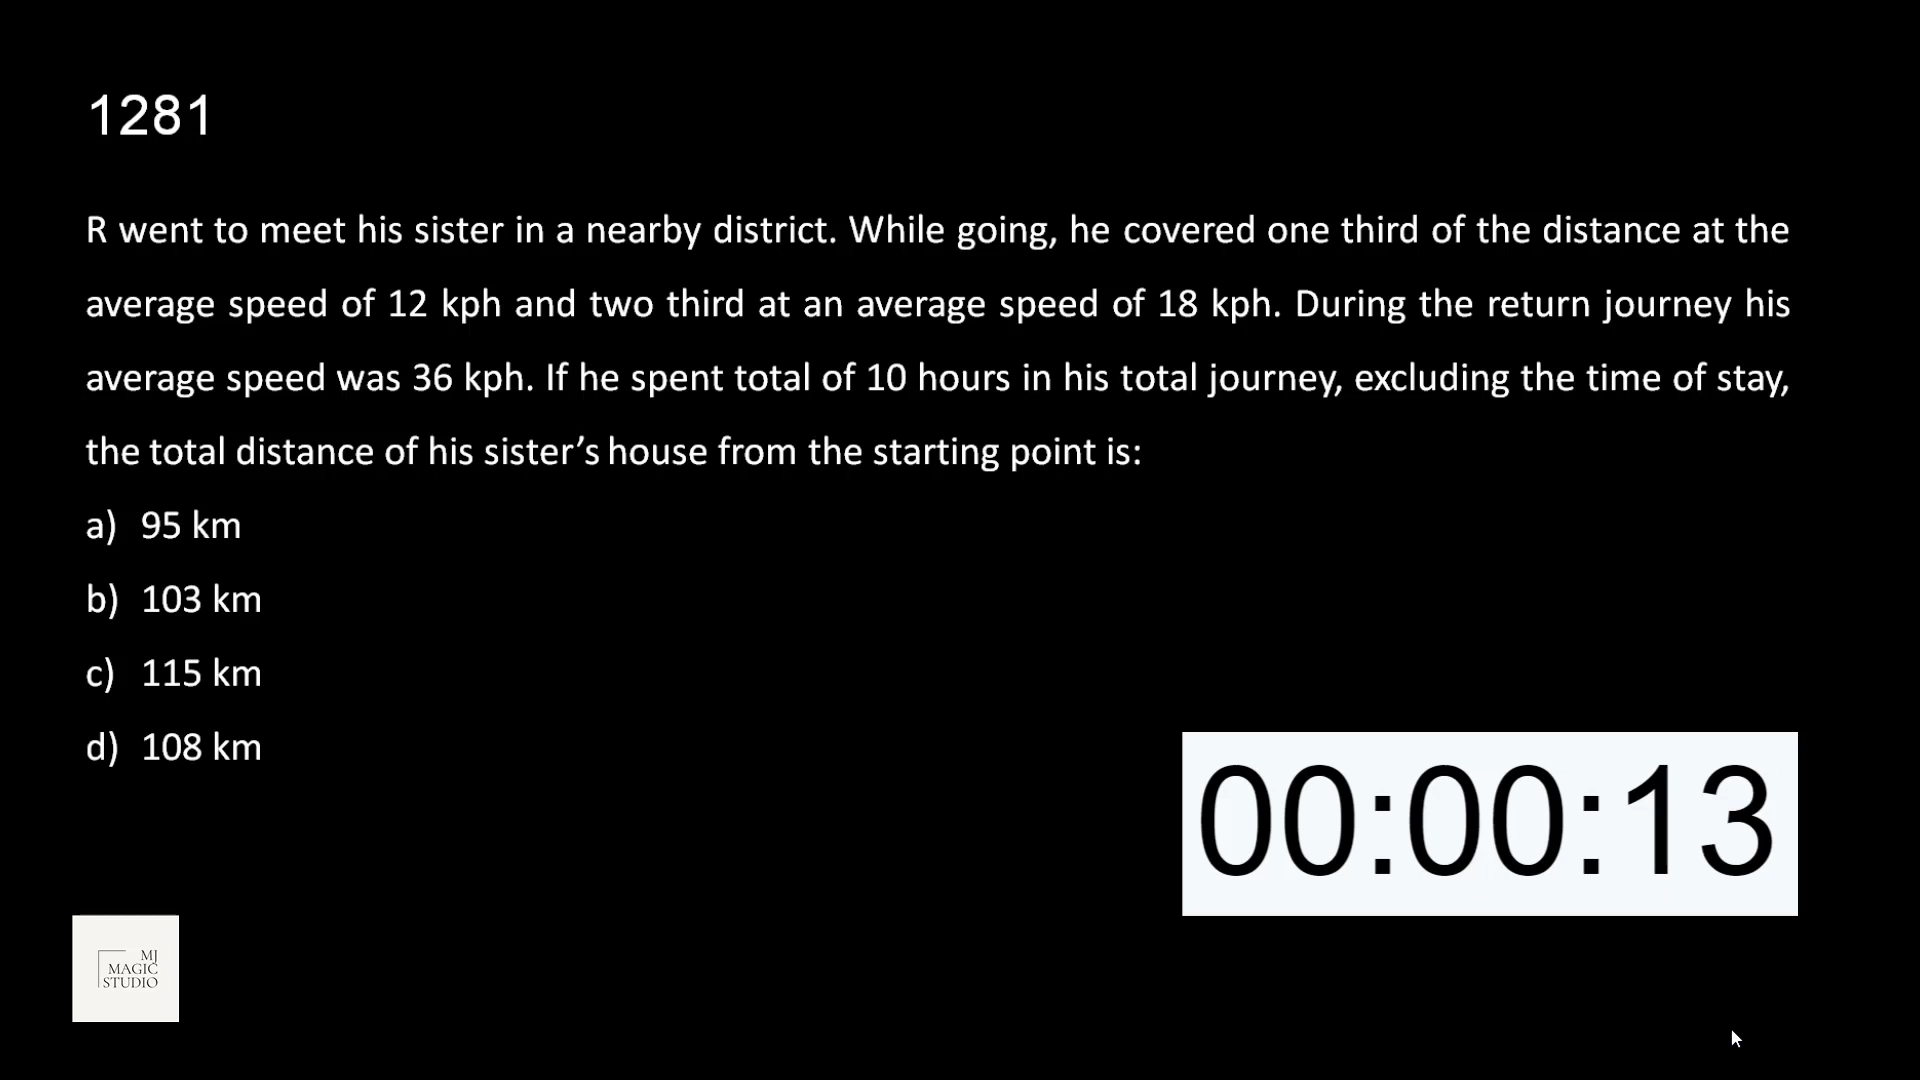 1281
R went to meet his sister in a nearby district. While going, he covered one third of the distance at the
average speed of 12 kph and two third at an average speed of 18 kph. During the return journey his
average speed was 36 kph. If he spent total of 10 hours in his total journey, excluding the time of stay,
the total distance of his sister’s house from the starting point is:
a) 95 km
b) 103 km
c) 115 km
d) 108 km
00:00:13
MJ
MAGIC
STUDIO